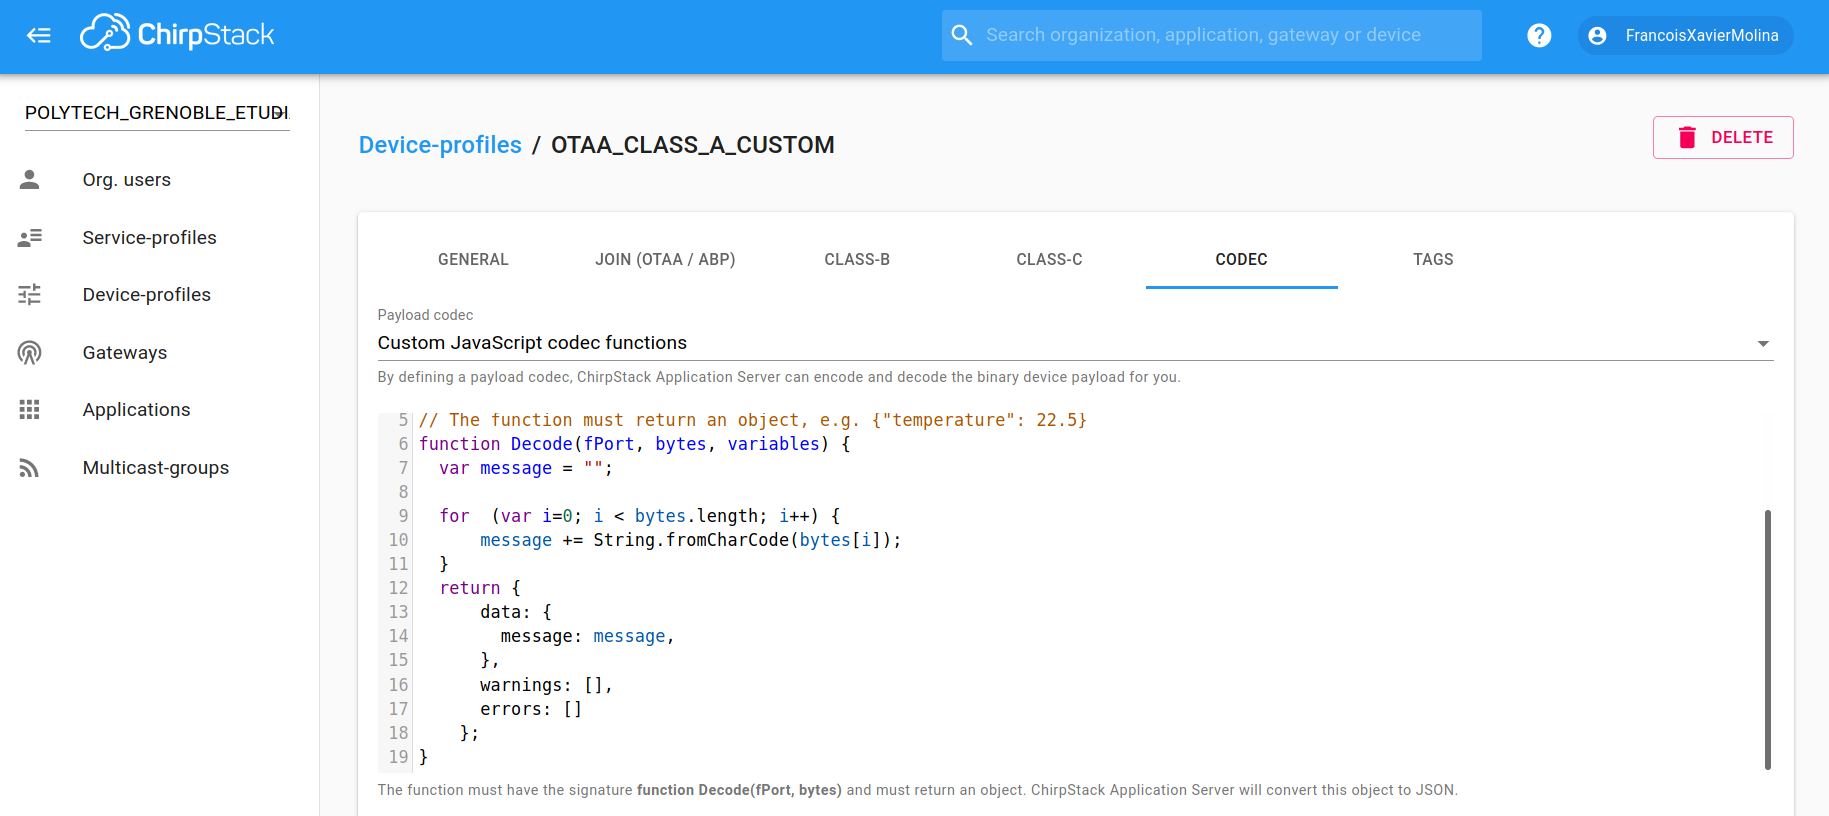 ChirpStack
Search organization, application, gateway or device
?
FrancoisXavierMolina
POLYTECH_GRENOBLE_ETUDI
Org. users
Service-profiles
Device-profiles
Gateways
Applications
Multicast-groups
Device-profiles / OTAA_CLASS_A_CUSTOM
DELETE
GENERAL JOIN (OTAA / ABP) CLASS-B CLASS-C CODEC TAGS
Payload codec
Custom JavaScript codec functions
By defining a payload codec, ChirpStack Application Server can encode and decode the binary device payload for you.
5 // The function must return an object, e.g. {"temperature": 22.5}
6 function Decode(fPort, bytes, variables) {
7   var message = "";
8
9   for  (var i=0; i < bytes.length; i++) {
10       message += String.fromCharCode(bytes[i]);
11   }
12   return {
13       data: {
14         message: message,
15       },
16       warnings: [],
17       errors: []
18     };
19 }
The function must have the signature function Decode(fPort, bytes) and must return an object. ChirpStack Application Server will convert this object to JSON.